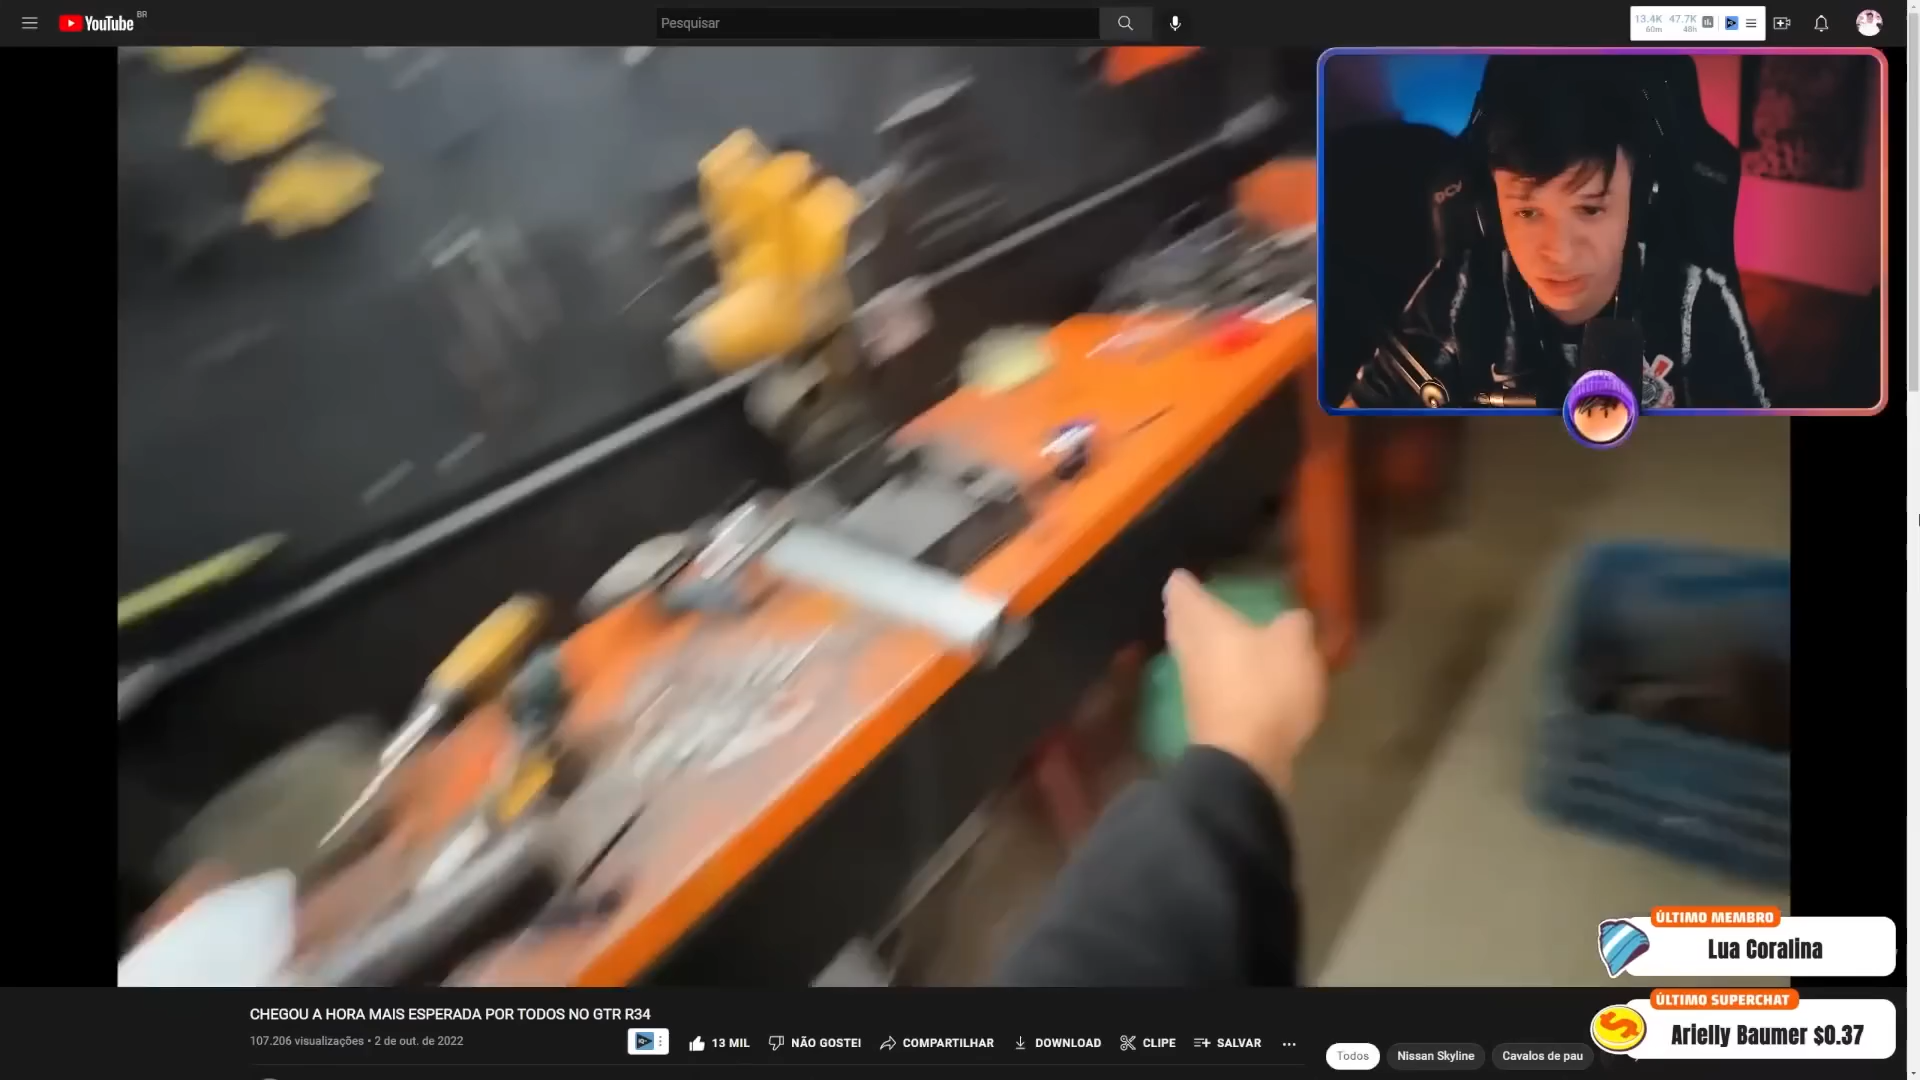 YouTube BR
Pesquisar
13.4K 47.7K
60m 48h
ÚLTIMO MEMBRO
Lua Coralina
ÚLTIMO SUPERCHAT
Arielly Baumer $0.37
CHEGOU A HORA MAIS ESPERADA POR TODOS NO GTR R34
107.206 visualizações • 2 de out. de 2022
13 MIL NÃO GOSTEI COMPARTILHAR DOWNLOAD CLIPE SALVAR
Todos Nissan Skyline Cavalos de pau